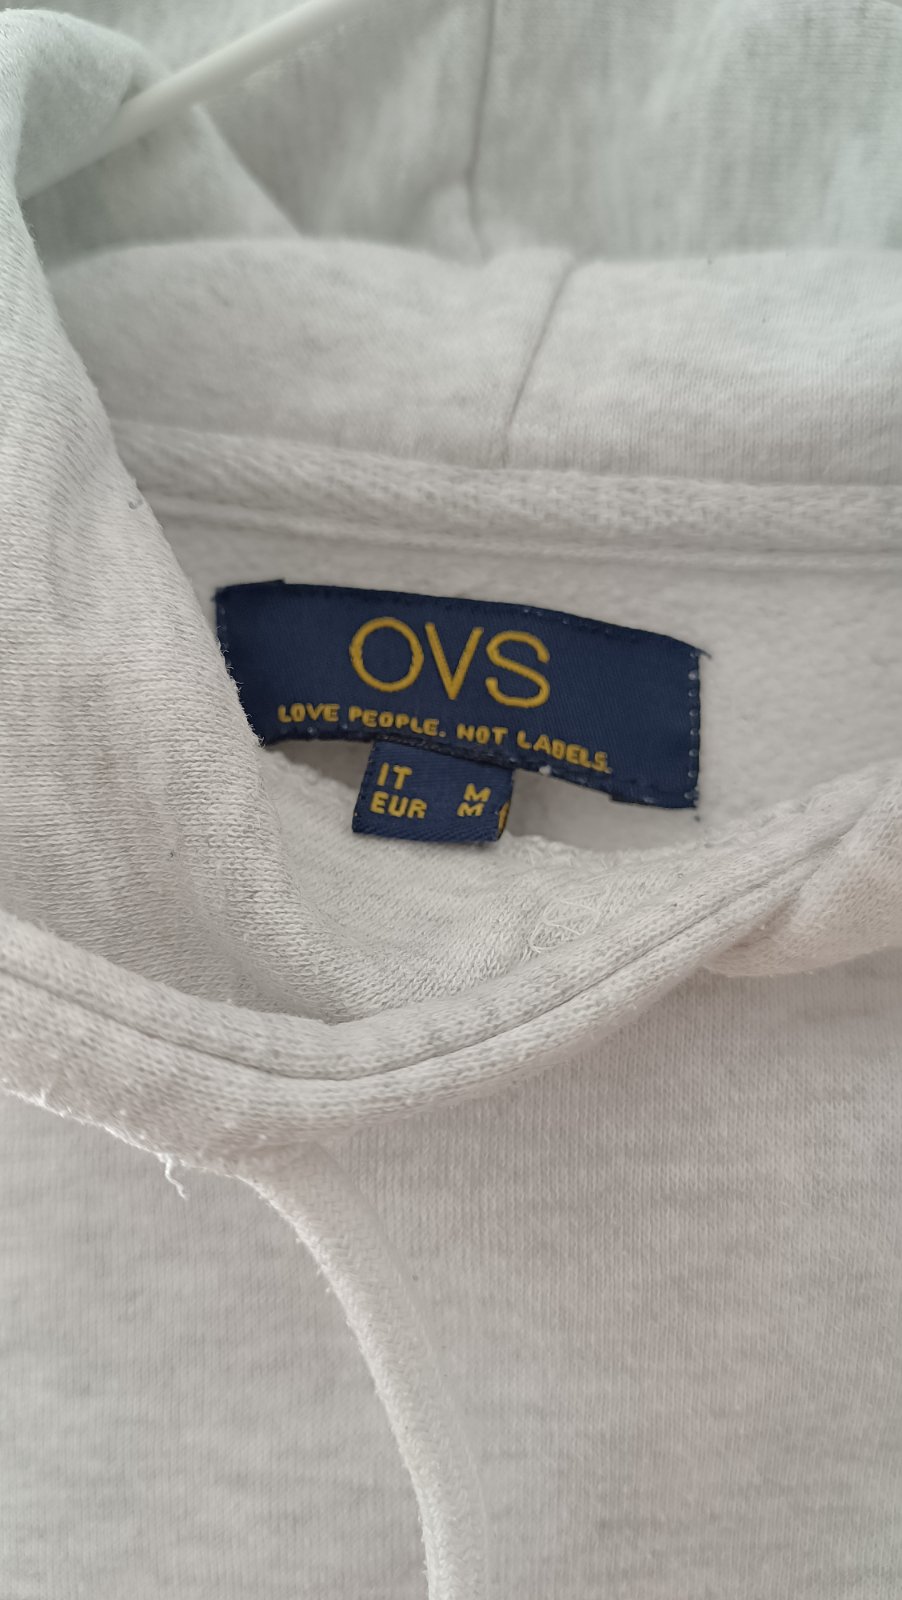 OVS
LOVE PEOPLE. NOT LABELS.
IT M
EUR M